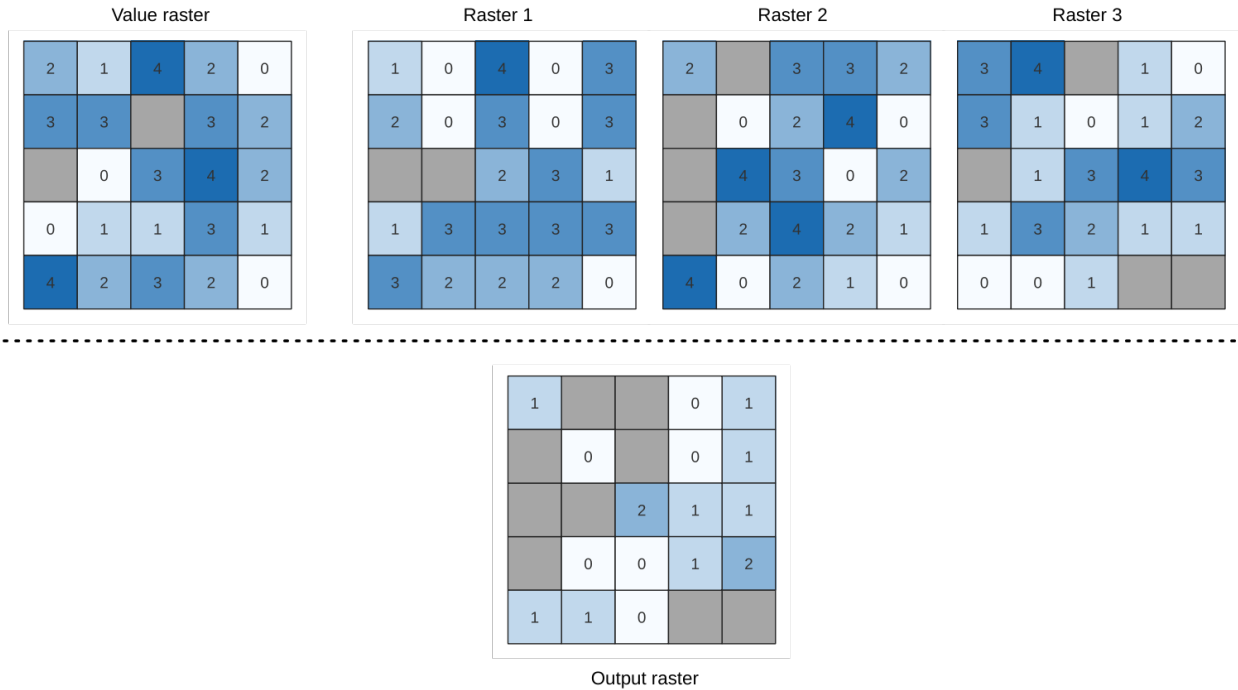 Value raster Raster 1 Raster 2 Raster 3
2 1 4 2 0 1 0 4 0 3 2 3 3 2 3 4 1 0
3 3 3 2 2 0 3 0 3 0 2 4 0 3 1 0 1 2
0 3 4 2 2 3 1 4 3 0 2 1 3 4 3
0 1 1 3 1 1 3 3 3 3 2 4 2 1 1 3 2 1 1
4 2 3 2 0 3 2 2 2 0 4 0 2 1 0 0 0 1
1 0 1
0 0 1
2 1 1
0 0 1 2
1 1 0
Output raster